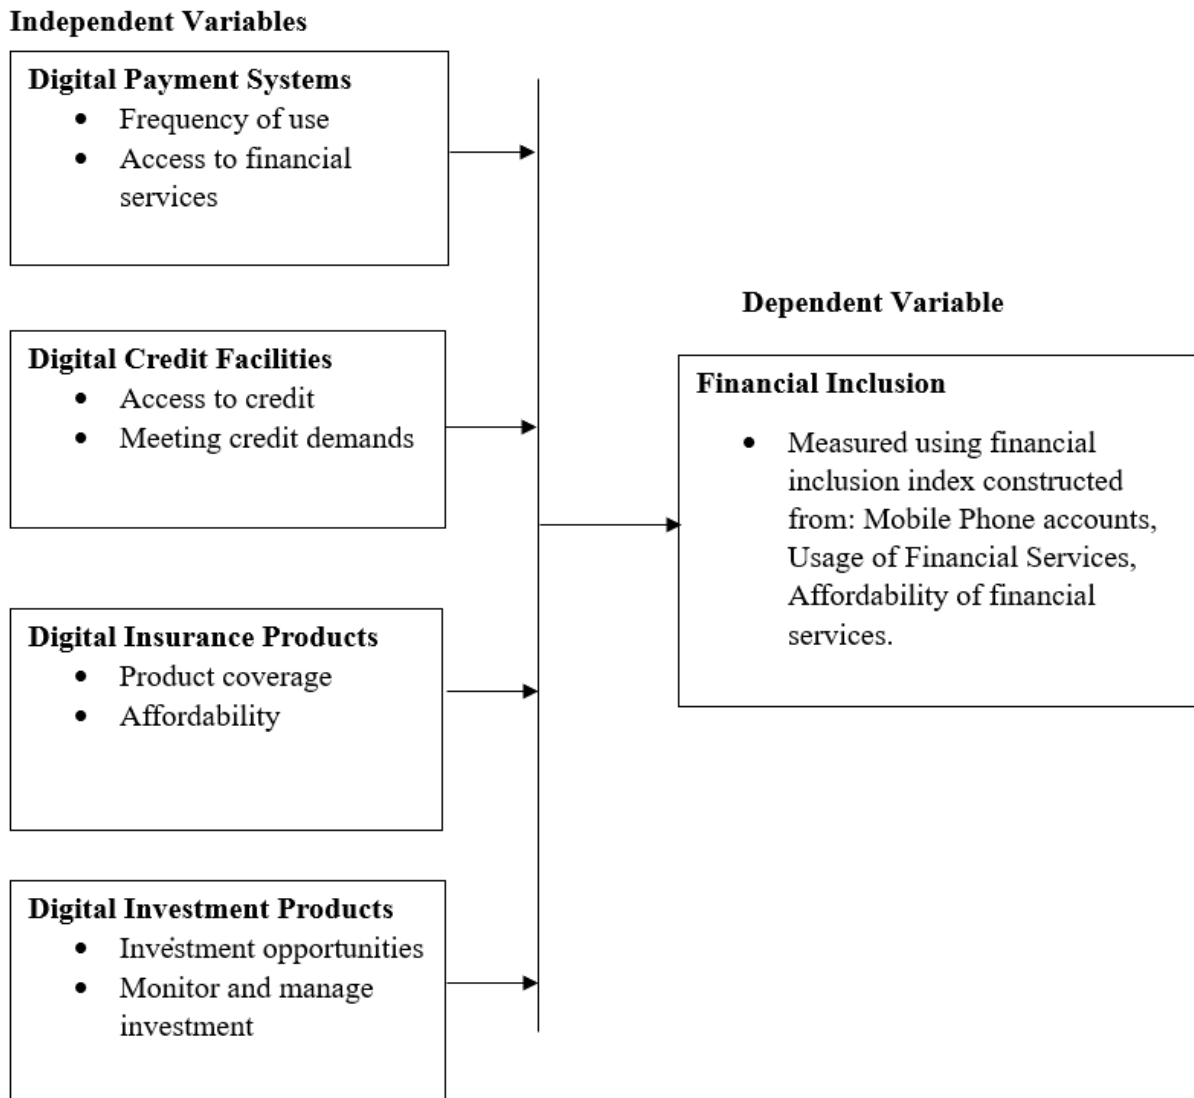 Independent Variables
Digital Payment Systems
• Frequency of use
• Access to financial
services
Digital Credit Facilities
• Access to credit
• Meeting credit demands
Digital Insurance Products
• Product coverage
• Affordability
Digital Investment Products
• Investment opportunities
• Monitor and manage
investment
Dependent Variable
Financial Inclusion
• Measured using financial
inclusion index constructed
from: Mobile Phone accounts,
Usage of Financial Services,
Affordability of financial
services.